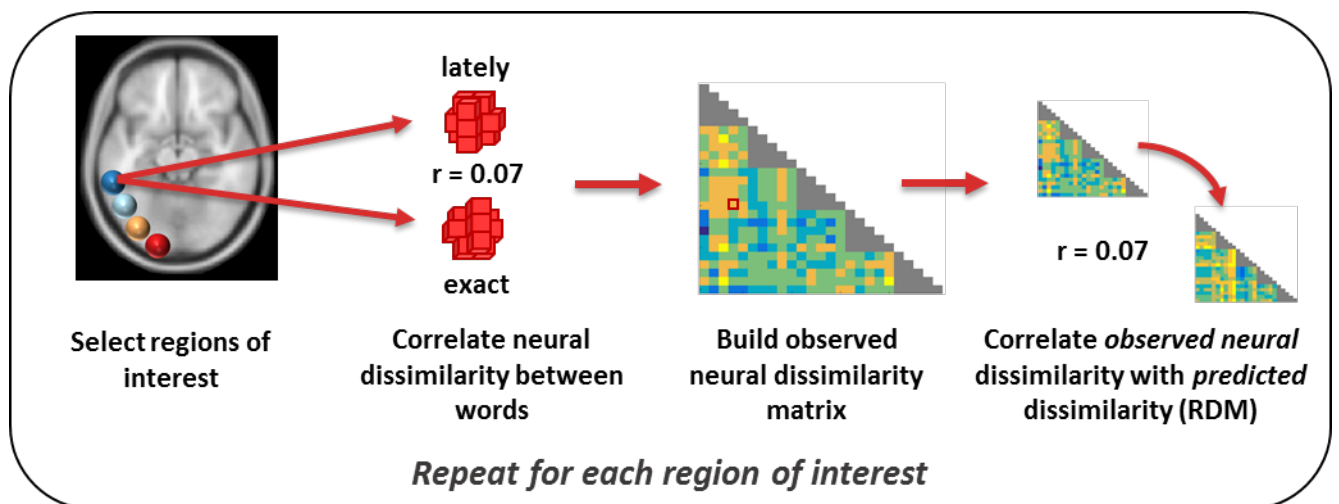 lately
r = 0.07
exact
r = 0.07
Select regions of
interest
Correlate neural
dissimilarity between
words
Build observed
neural dissimilarity
matrix
Correlate observed neural
dissimilarity with predicted
dissimilarity (RDM)
Repeat for each region of interest